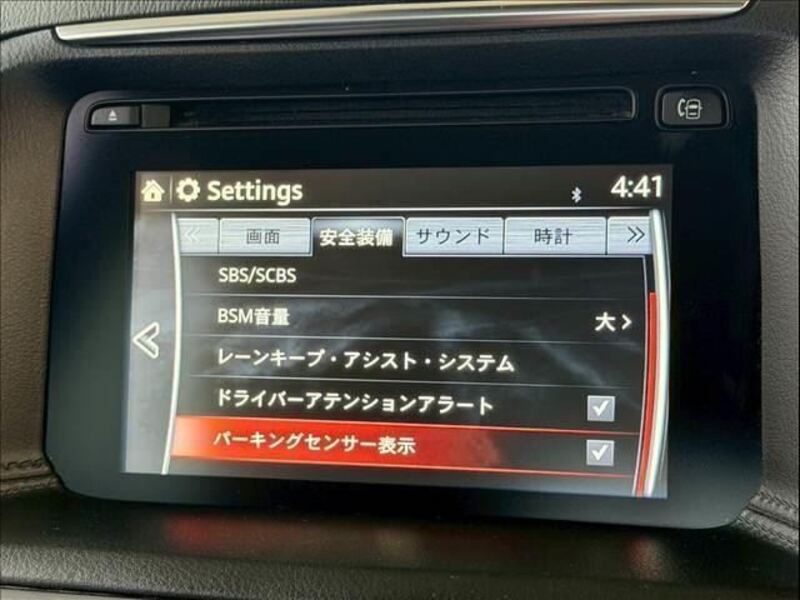 Settings 4:41
画面 安全装備 サウンド 時計
SBS/SCBS
BSM音量 大
レーンキープ・アシスト・システム
ドライバーアテンションアラート
パーキングセンサー表示